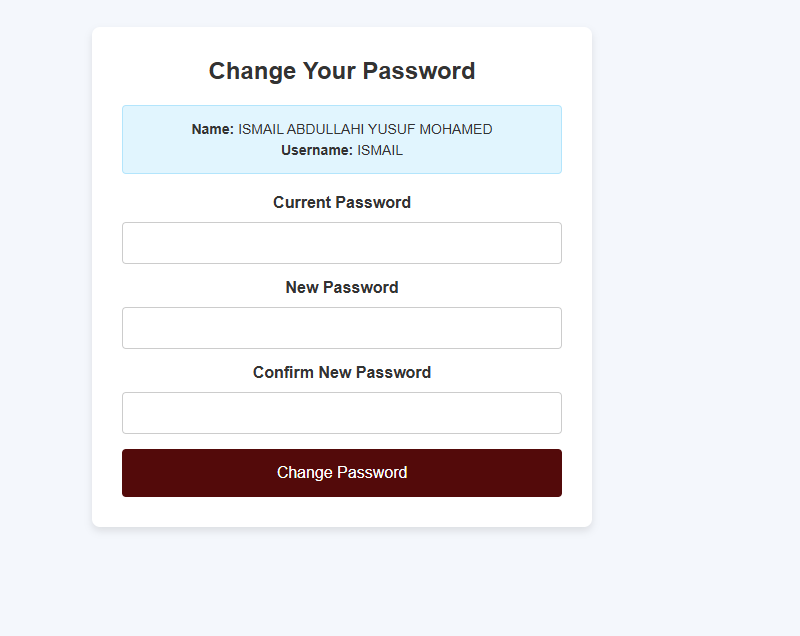 Change Your Password
Name: ISMAIL ABDULLAHI YUSUF MOHAMED
Username: ISMAIL
Current Password
New Password
Confirm New Password
Change Password